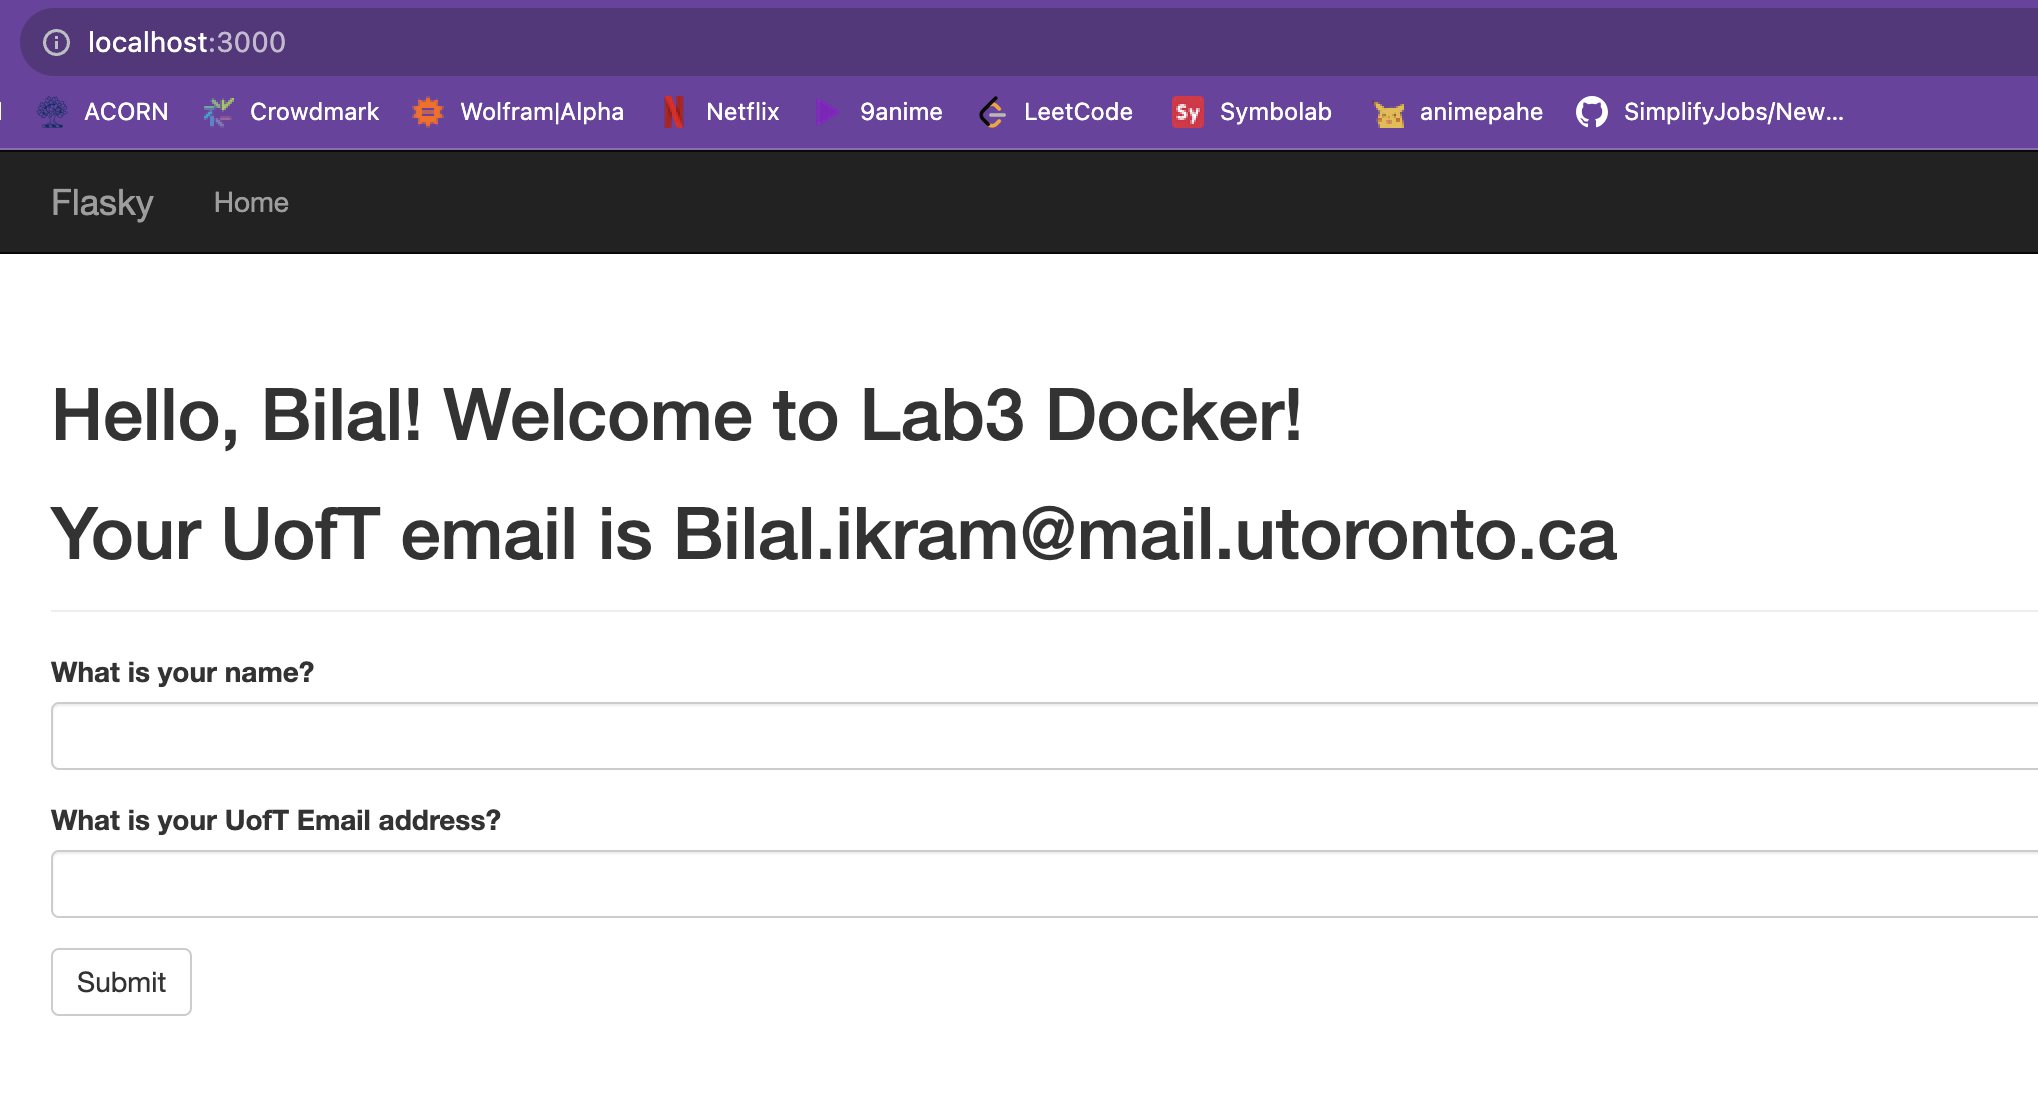 localhost:3000
ACORN Crowdmark Wolfram|Alpha Netflix 9anime LeetCode Sy Symbolab animepahe SimplifyJobs/New...
Flasky Home
Hello, Bilal! Welcome to Lab3 Docker!
Your UofT email is Bilal.ikram@mail.utoronto.ca
What is your name?
What is your UofT Email address?
Submit